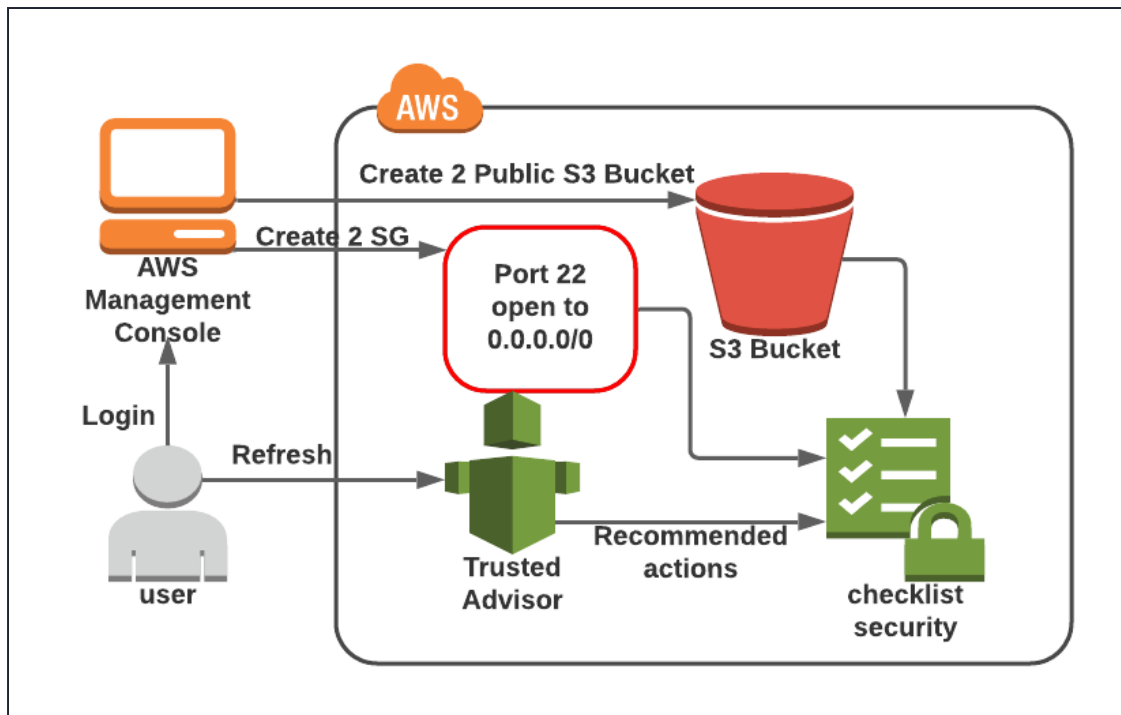 AWS
Create 2 Public S3 Bucket
Create 2 SG
AWS
Management
Console
Port 22
open to
0.0.0.0/0
S3 Bucket
Login
Refresh
user
Trusted
Advisor
Recommended
actions
checklist
security